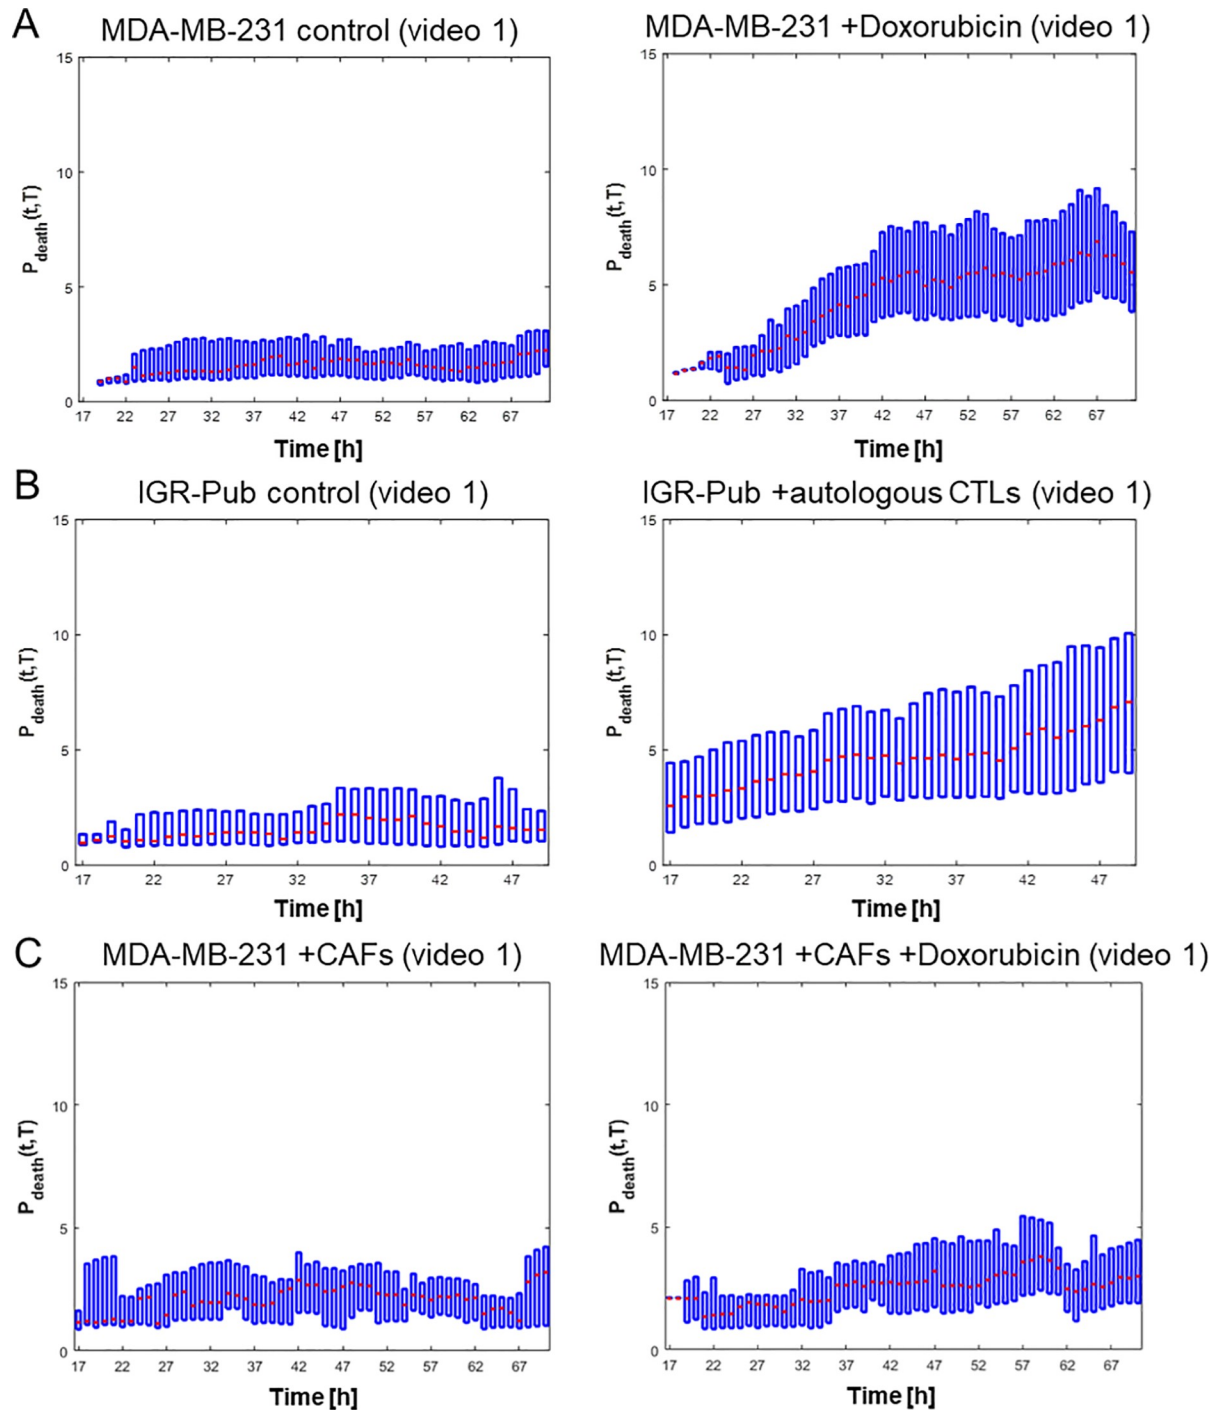 A
MDA-MB-231 control (video 1)
MDA-MB-231 +Doxorubicin (video 1)
15
10
5
0
P_death(t,T)
17 22 27 32 37 42 47 52 57 62 67
Time [h]
15
10
5
0
P_death(t,T)
17 22 27 32 37 42 47 52 57 62 67
Time [h]
B
IGR-Pub control (video 1)
IGR-Pub +autologous CTLs (video 1)
15
10
5
0
P_death(t,T)
17 22 27 32 37 42 47
Time [h]
15
10
5
0
P_death(t,T)
17 22 27 32 37 42 47
Time [h]
C
MDA-MB-231 +CAFs (video 1)
MDA-MB-231 +CAFs +Doxorubicin (video 1)
15
10
5
0
P_death(t,T)
17 22 27 32 37 42 47 52 57 62 67
Time [h]
15
10
5
0
P_death(t,T)
17 22 27 32 37 42 47 52 57 62 67
Time [h]